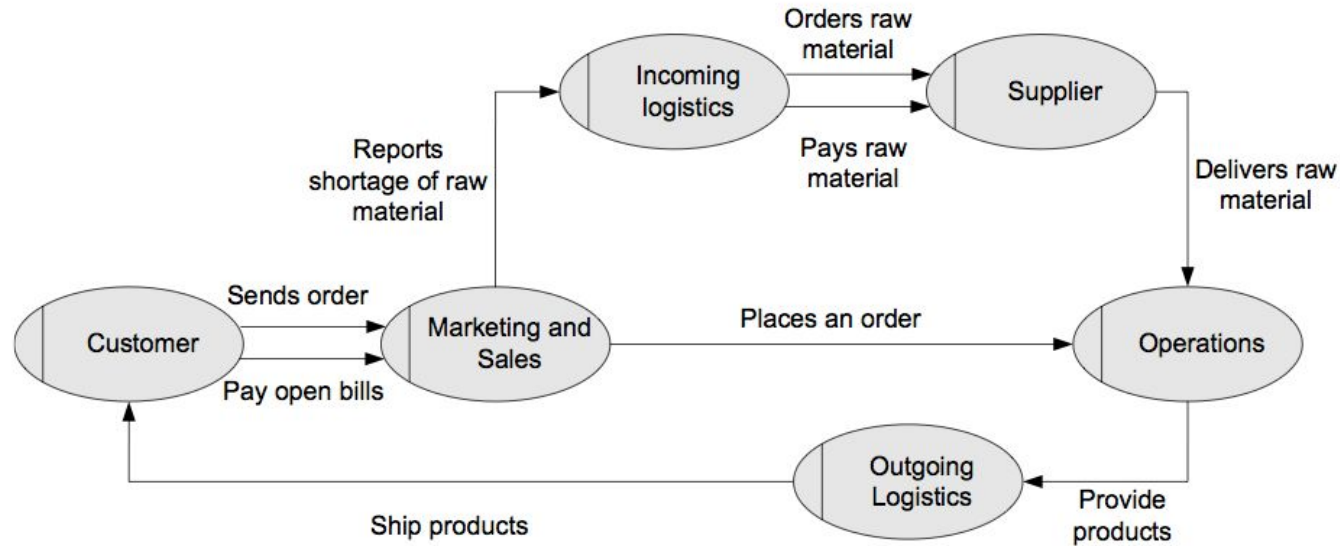 Orders raw
material
Incoming
logistics
Supplier
Pays raw
material
Reports
shortage of raw
material
Delivers raw
material
Sends order
Customer
Pay open bills
Marketing and
Sales
Places an order
Operations
Outgoing
Logistics
Provide
products
Ship products